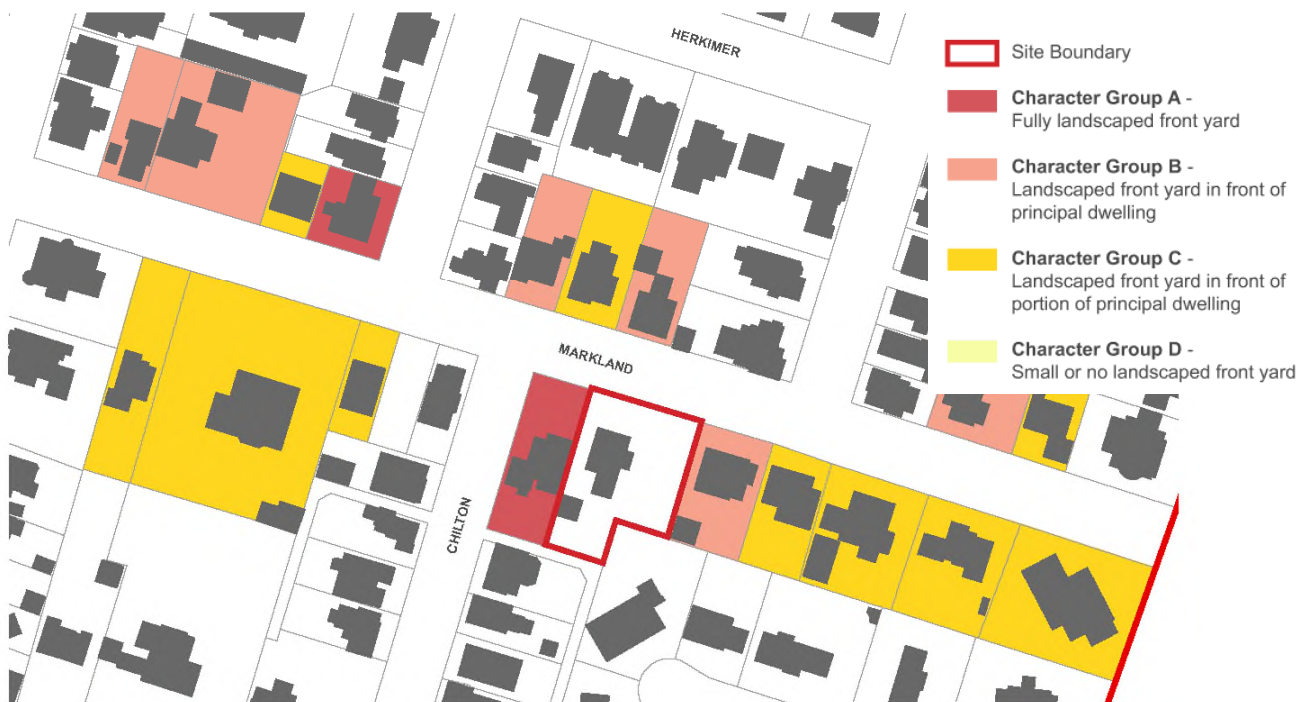 HERKIMER
MARKLAND
CHILTON
Site Boundary
Character Group A -
Fully landscaped front yard
Character Group B -
Landscaped front yard in front of
principal dwelling
Character Group C -
Landscaped front yard in front of
portion of principal dwelling
Character Group D -
Small or no landscaped front yard